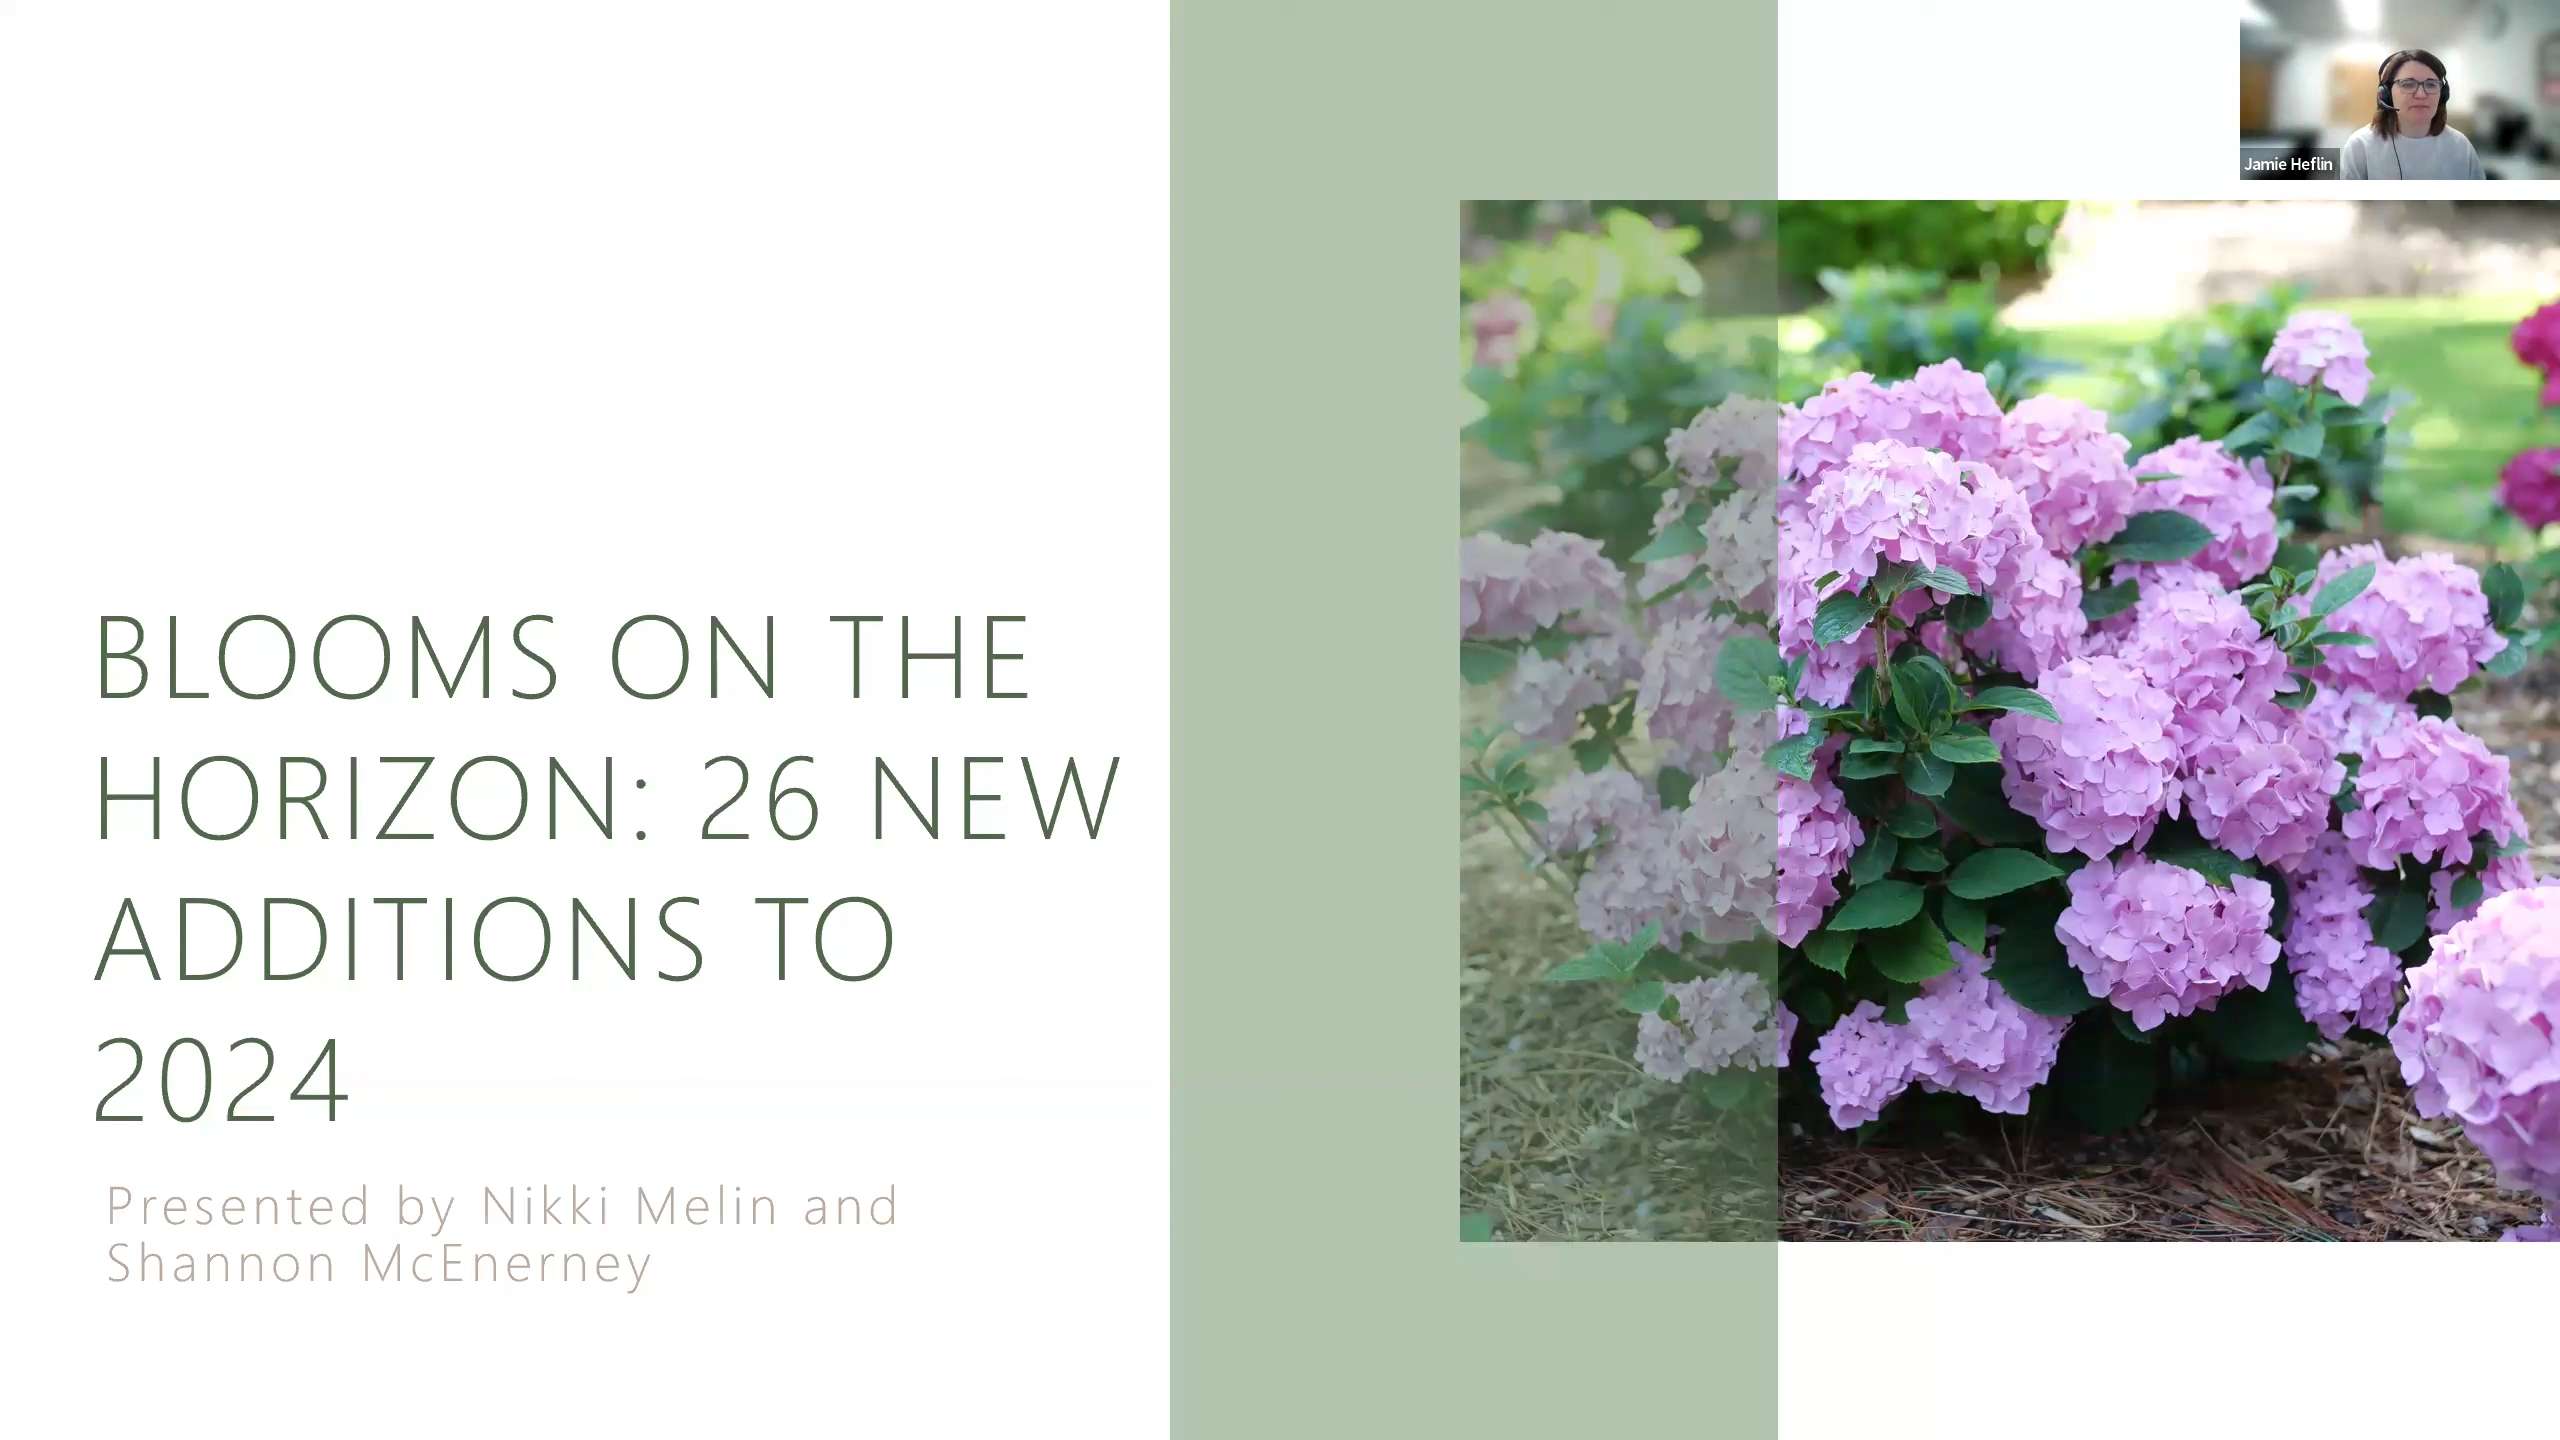 Jamie Heflin
BLOOMS ON THE
HORIZON: 26 NEW
ADDITIONS TO
2024
Presented by Nikki Melin and
Shannon McEnerney